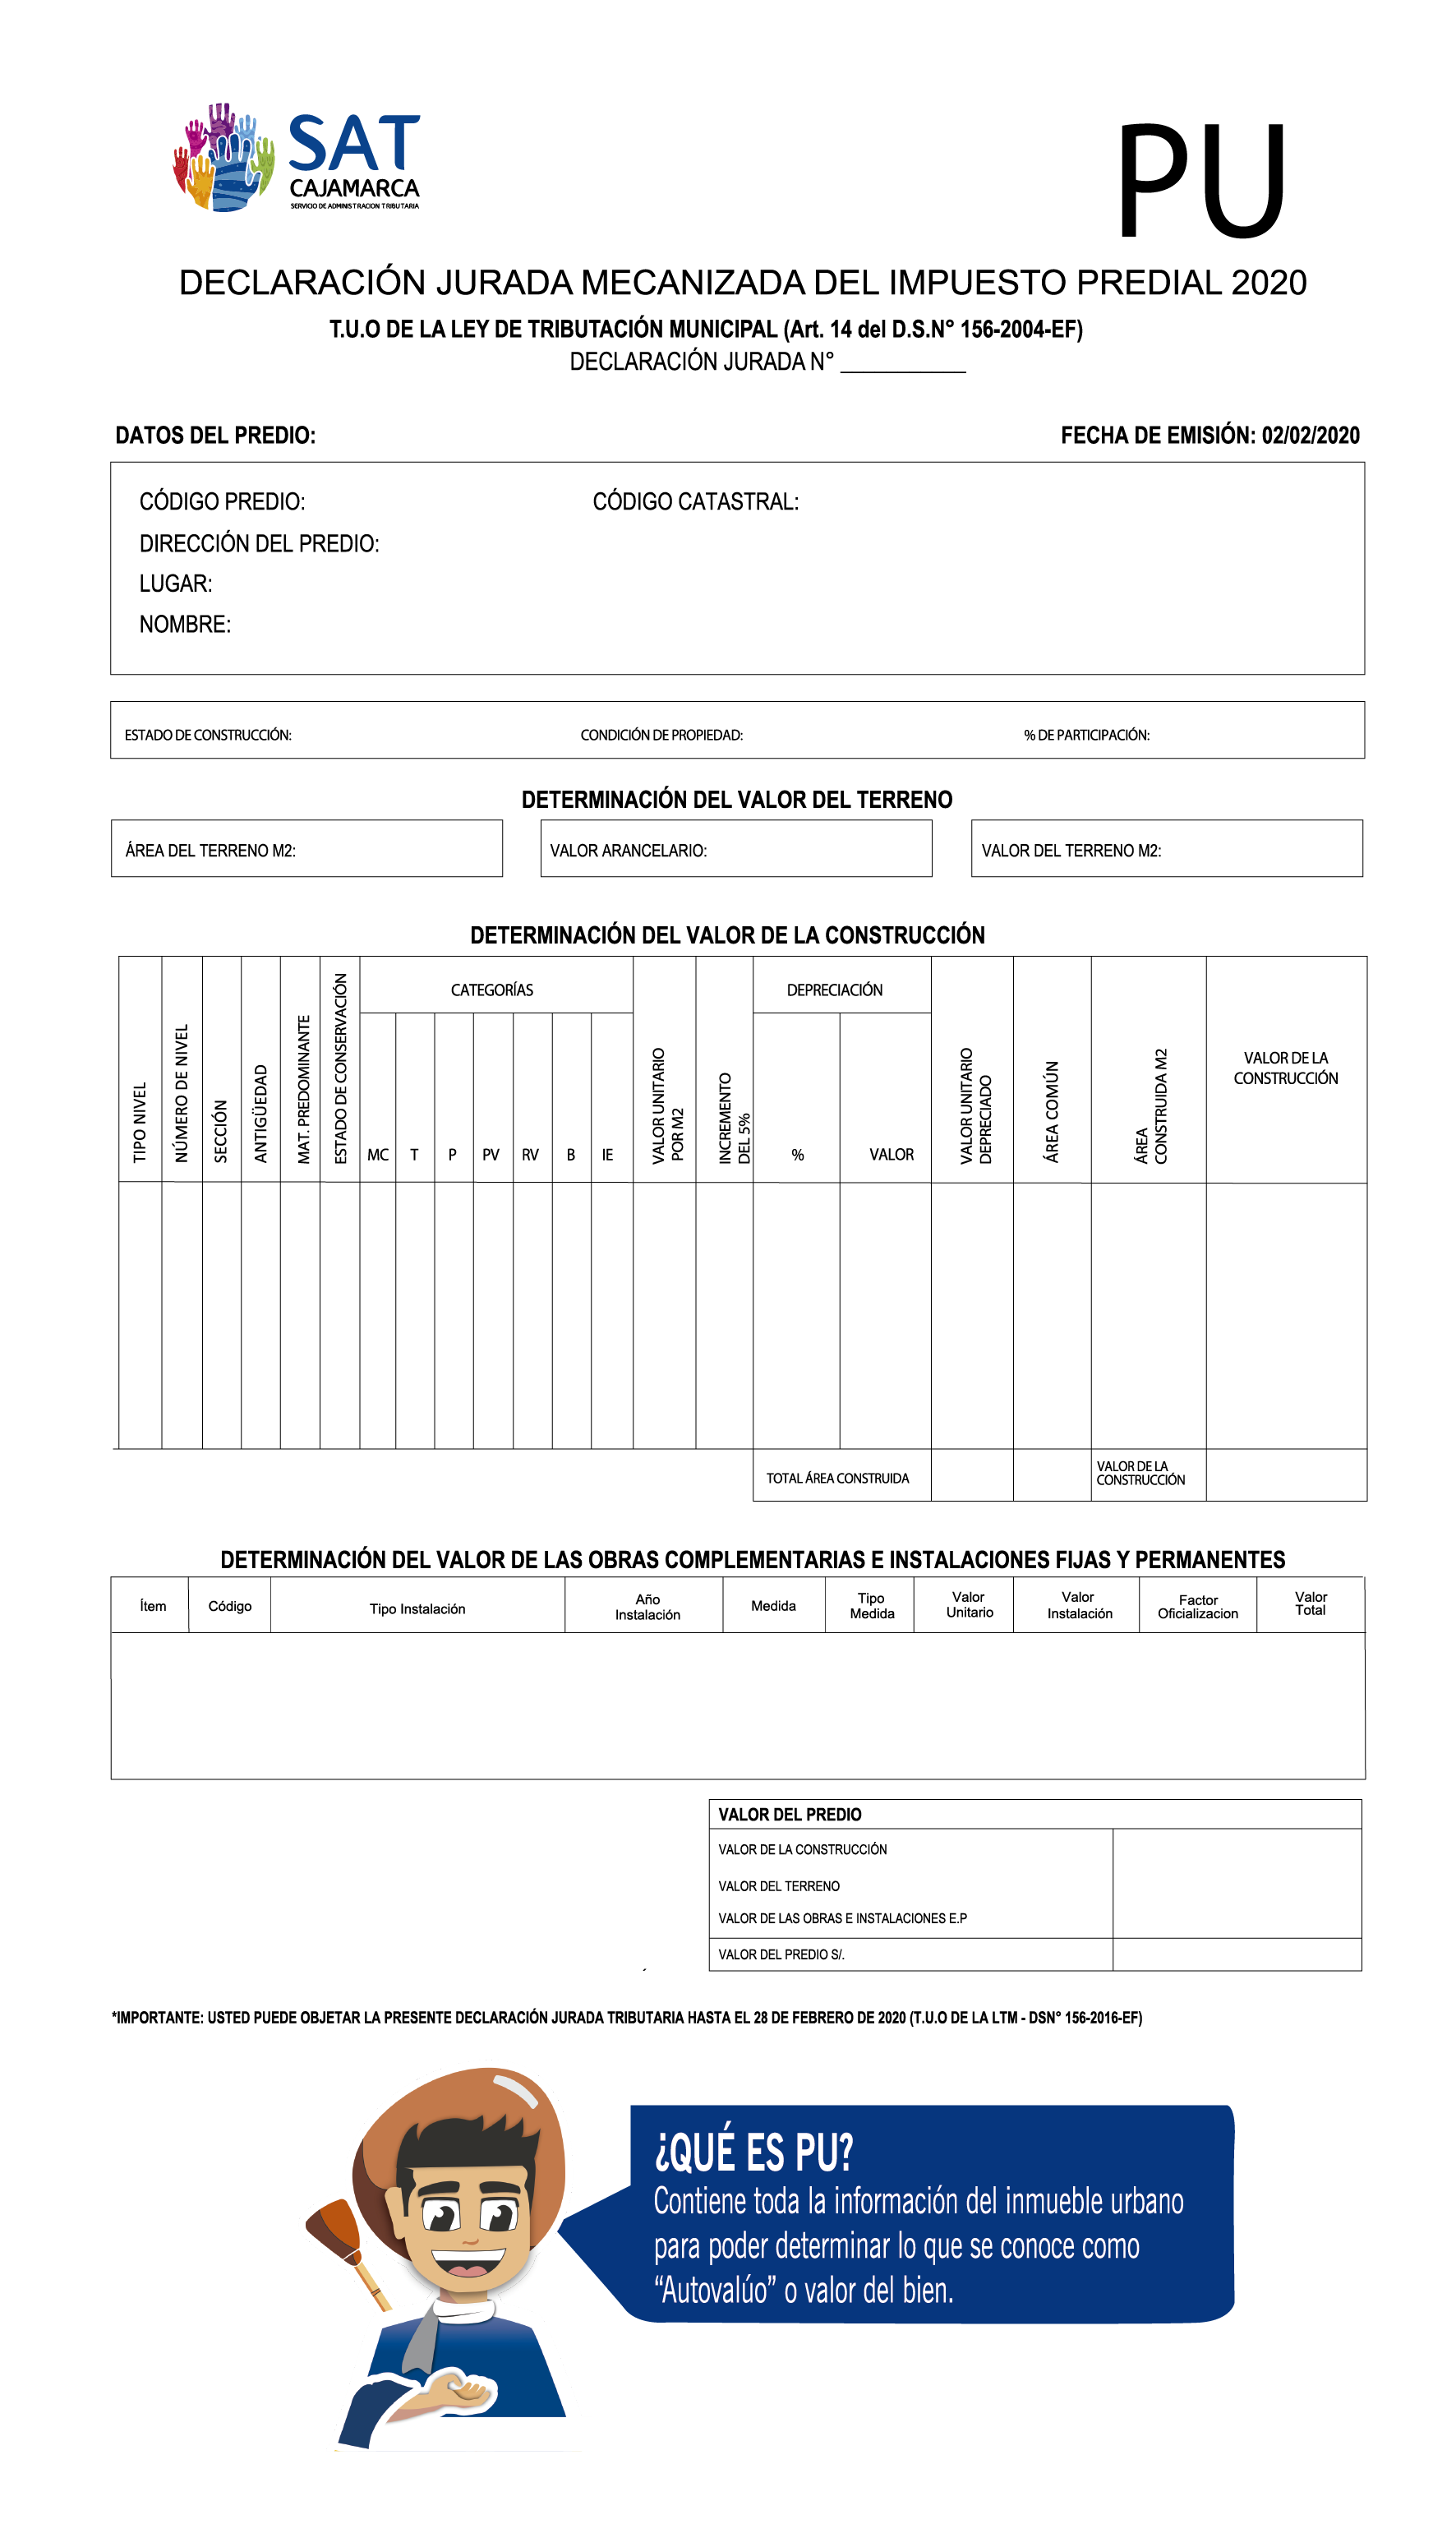 SAT
CAJAMARCA
SERVICIO DE ADMINISTRACION TRIBUTARIA
PU
DECLARACIÓN JURADA MECANIZADA DEL IMPUESTO PREDIAL 2020
T.U.O DE LA LEY DE TRIBUTACIÓN MUNICIPAL (Art. 14 del D.S.N° 156-2004-EF)
DECLARACIÓN JURADA N° _________
DATOS DEL PREDIO: FECHA DE EMISIÓN: 02/02/2020
CÓDIGO PREDIO: CÓDIGO CATASTRAL:
DIRECCIÓN DEL PREDIO:
LUGAR:
NOMBRE:
ESTADO DE CONSTRUCCIÓN: CONDICIÓN DE PROPIEDAD: % DE PARTICIPACIÓN:
DETERMINACIÓN DEL VALOR DEL TERRENO
ÁREA DEL TERRENO M2: VALOR ARANCELARIO: VALOR DEL TERRENO M2:
DETERMINACIÓN DEL VALOR DE LA CONSTRUCCIÓN
TIPO NIVEL
NÚMERO DE NIVEL
SECCIÓN
ANTIGÜEDAD
MAT. PREDOMINANTE
ESTADO DE CONSERVACIÓN
CATEGORÍAS
MC T P PV RV B IE
VALOR UNITARIO
POR M2
INCREMENTO
DEL 5%
DEPRECIACIÓN
% VALOR
VALOR UNITARIO
DEPRECIADO
ÁREA COMÚN
ÁREA
CONSTRUIDA M2
VALOR DE LA
CONSTRUCCIÓN
TOTAL ÁREA CONSTRUIDA
VALOR DE LA
CONSTRUCCIÓN
DETERMINACIÓN DEL VALOR DE LAS OBRAS COMPLEMENTARIAS E INSTALACIONES FIJAS Y PERMANENTES
Ítem
Código
Tipo Instalación
Año
Instalación
Medida
Tipo
Medida
Valor
Unitario
Valor
Instalación
Factor
Oficializacion
Valor
Total
VALOR DEL PREDIO
VALOR DE LA CONSTRUCCIÓN
VALOR DEL TERRENO
VALOR DE LAS OBRAS E INSTALACIONES E.P
VALOR DEL PREDIO S/.
*IMPORTANTE: USTED PUEDE OBJETAR LA PRESENTE DECLARACIÓN JURADA TRIBUTARIA HASTA EL 28 DE FEBRERO DE 2020 (T.U.O DE LA LTM - DSN° 156-2016-EF)
¿QUÉ ES PU?
Contiene toda la información del inmueble urbano
para poder determinar lo que se conoce como
“Autovalúo” o valor del bien.